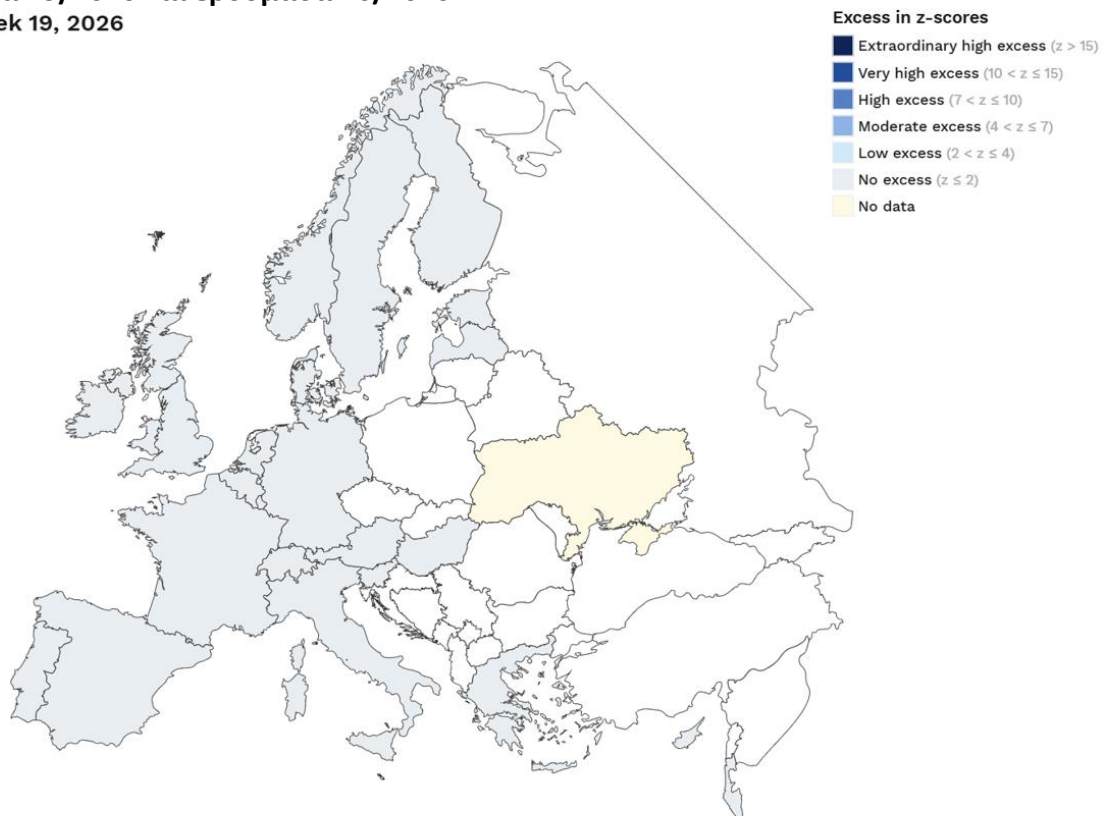 19, 2026
Excess in z-scores
Extraordinary high excess (z > 15)
Very high excess (10 < z ≤ 15)
High excess (7 < z ≤ 10)
Moderate excess (4 < z ≤ 7)
Low excess (2 < z ≤ 4)
No excess (z ≤ 2)
No data